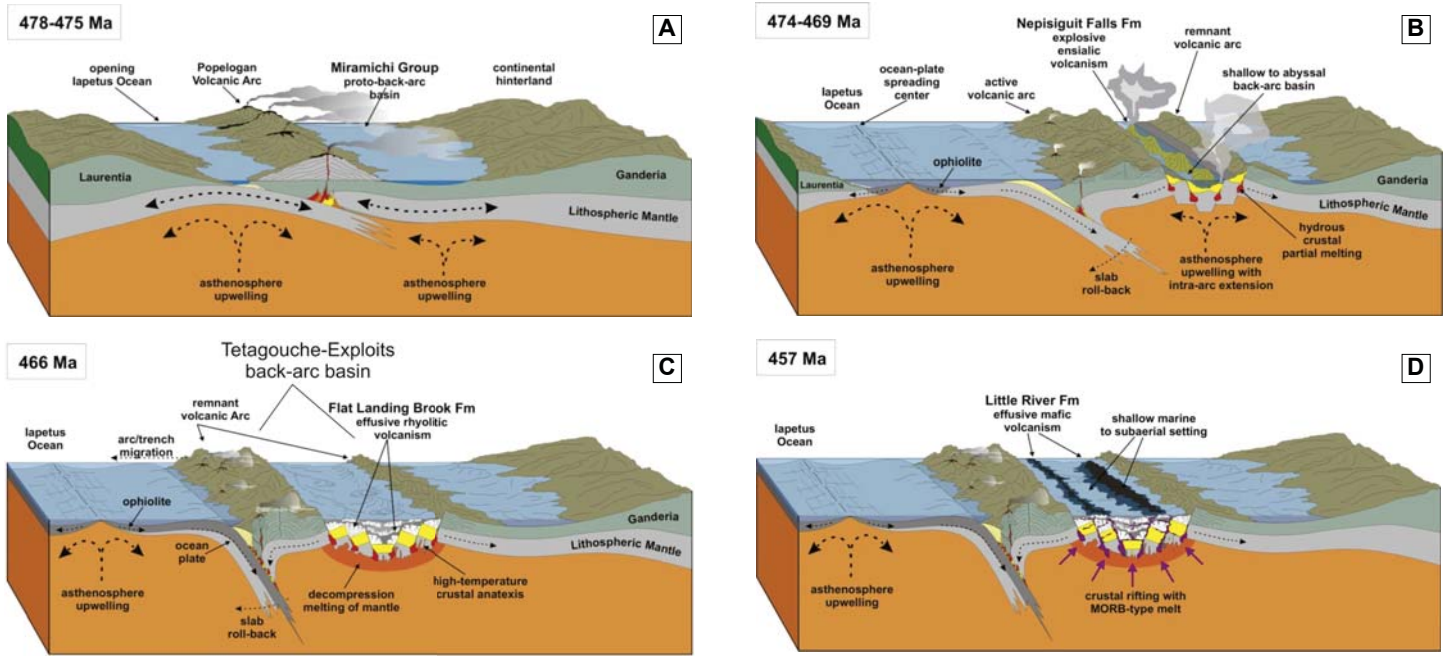 478-475 Ma
A
opening
Iapetus Ocean
Popelogan
Volcanic Arc
Miramichi Group
proto-back-arc
basin
continental
hinterland
Laurentia
Ganderia
Lithospheric Mantle
asthenosphere
upwelling
asthenosphere
upwelling
474-469 Ma
B
Nepisiguit Falls Fm
explosive
ensialic
volcanism
remnant
volcanic arc
ocean-plate
spreading
center
active
volcanic arc
shallow to abyssal
back-arc basin
Iapetus
Ocean
ophiolite
Laurentia
Ganderia
Lithospheric Mantle
hydrous
crustal
partial melting
asthenosphere
upwelling
slab
roll-back
asthenosphere
upwelling with
intra-arc extension
466 Ma
C
Tetagouche-Exploits
back-arc basin
remnant
volcanic Arc
Flat Landing Brook Fm
effusive rhyolitic
volcanism
Iapetus
Ocean
arc/trench
migration
ophiolite
ocean
plate
Ganderia
Lithospheric Mantle
asthenosphere
upwelling
decompression
melting of mantle
high-temperature
crustal anatexis
slab
roll-back
457 Ma
D
Little River Fm
effusive mafic
volcanism
shallow marine
to subaerial setting
Iapetus
Ocean
Ganderia
Lithospheric Mantle
asthenosphere
upwelling
crustal rifting with
MORB-type melt